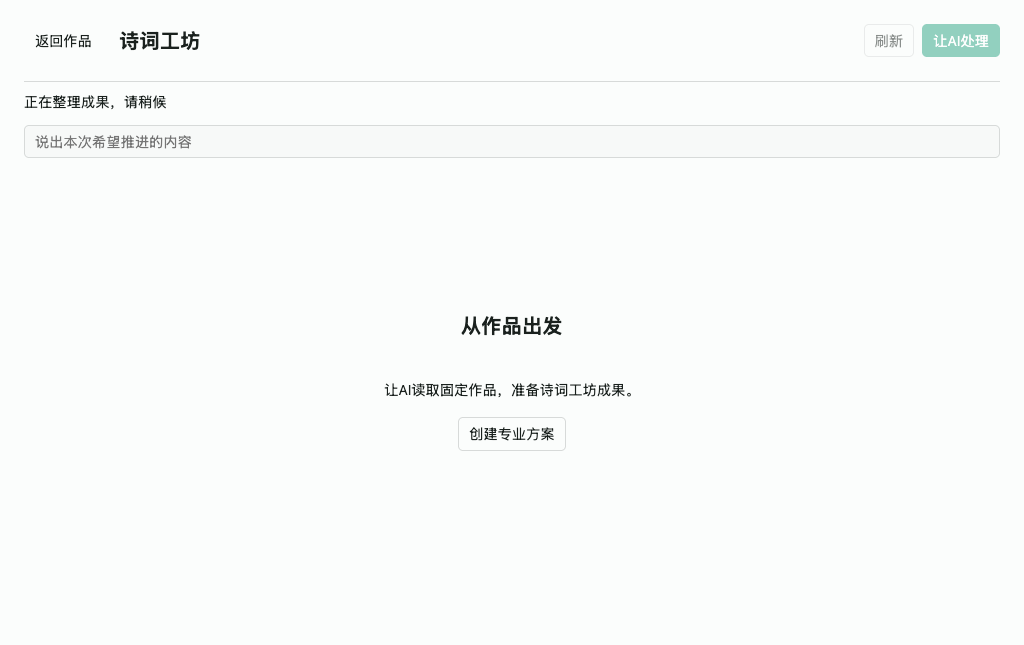 返回作品 诗词工坊 刷新 让AI处理
正在整理成果，请稍候
说出本次希望推进的内容
从作品出发
让AI读取固定作品，准备诗词工坊成果。
创建专业方案